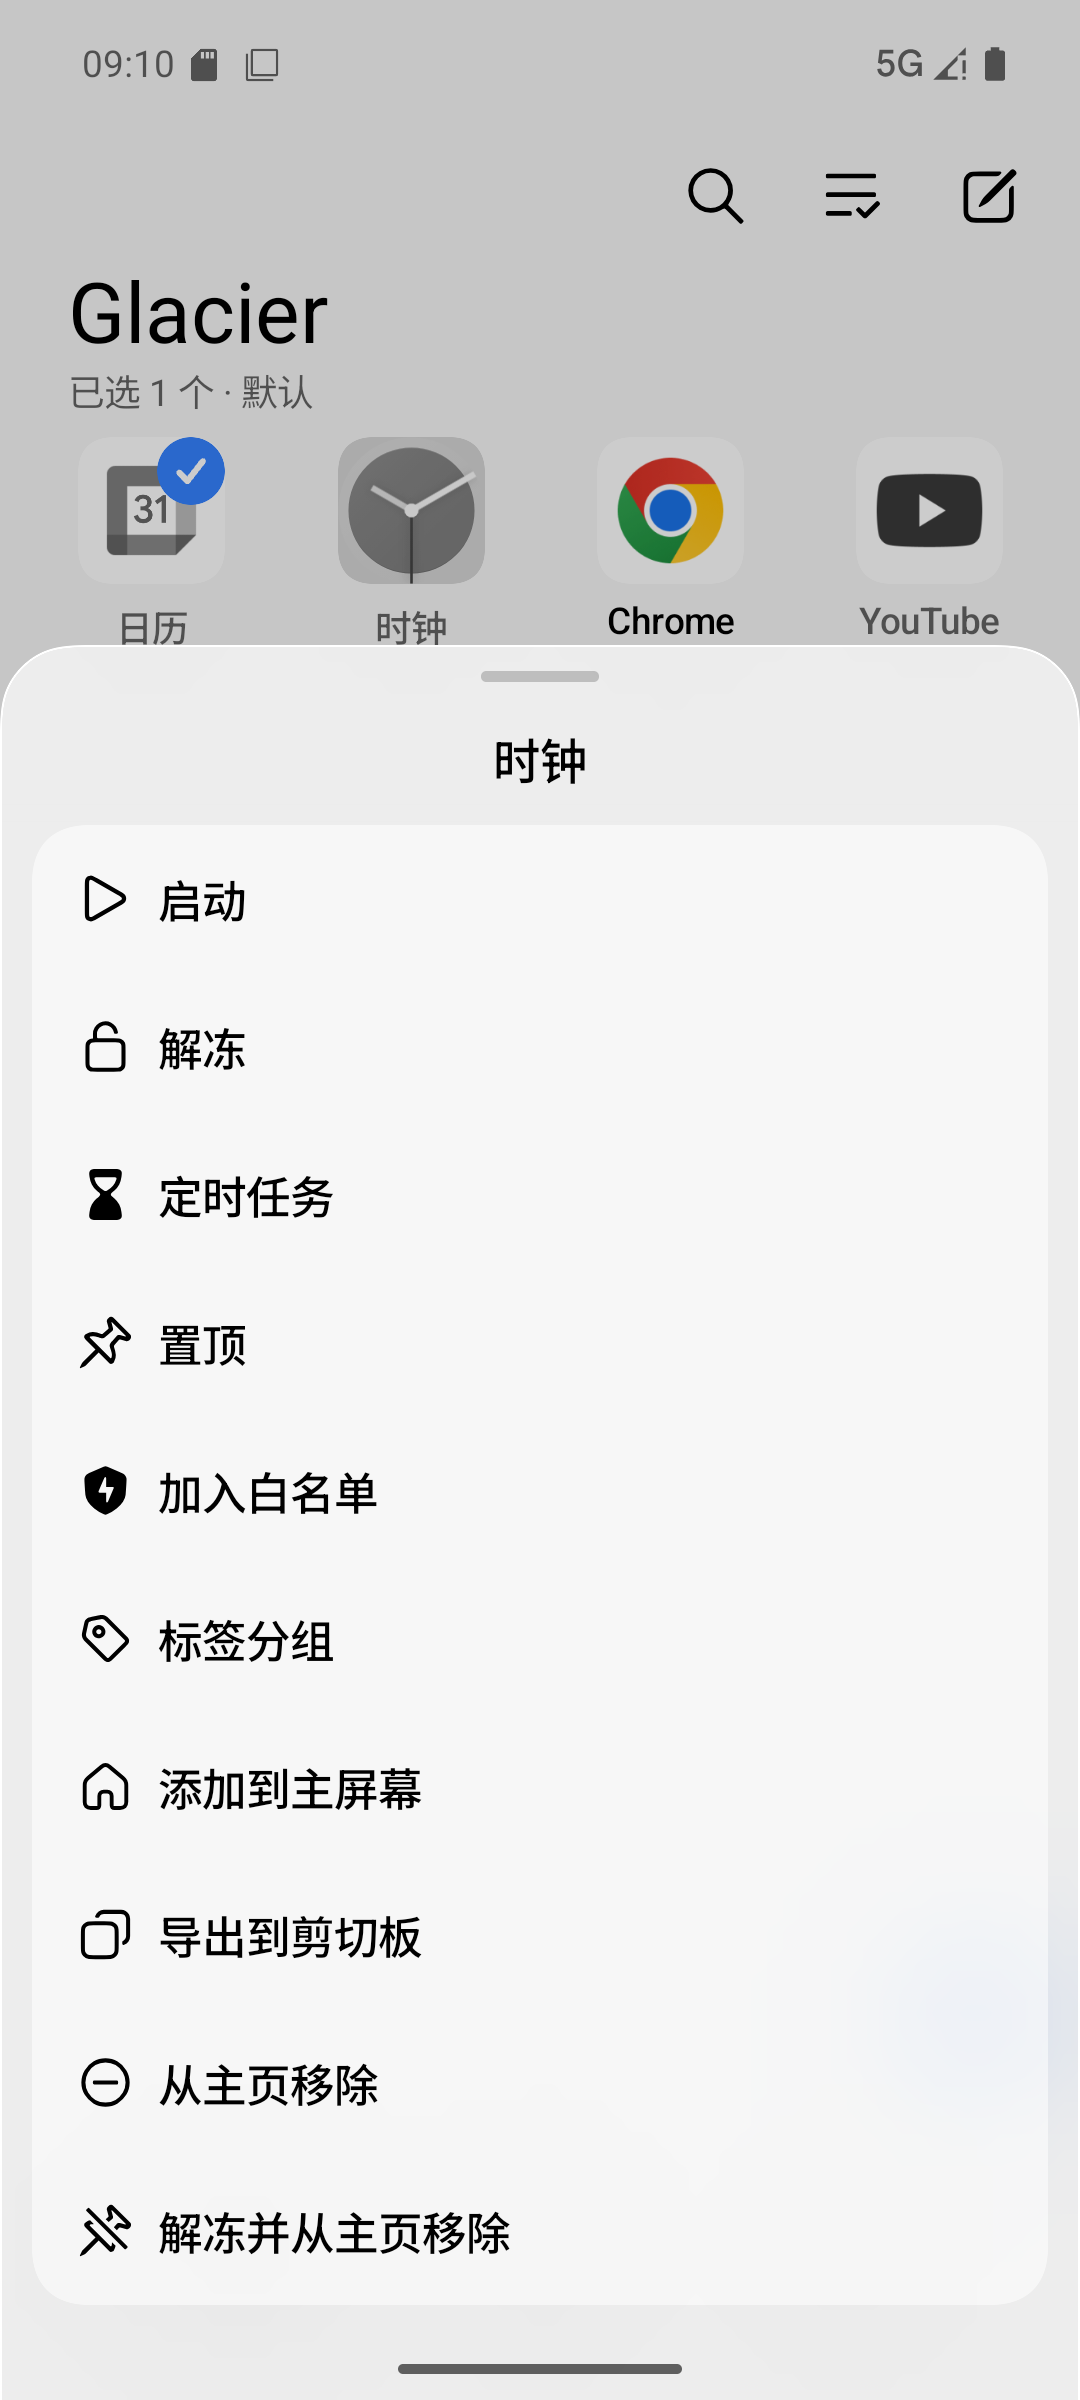 09:10
5G
Glacier
已选 1 个 · 默认
31
日历
时钟
Chrome
YouTube
时钟
启动
解冻
定时任务
置顶
加入白名单
标签分组
添加到主屏幕
导出到剪切板
从主页移除
解冻并从主页移除